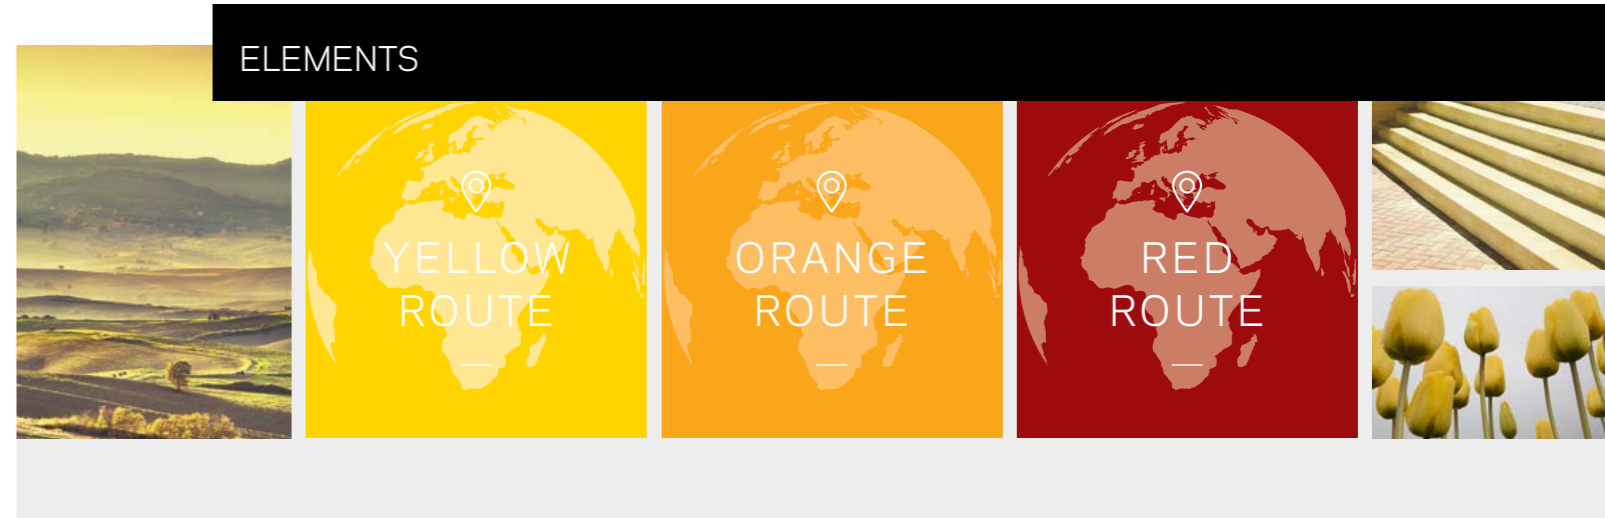 ELEMENTS
YELLOW
ROUTE
ORANGE
ROUTE
RED
ROUTE